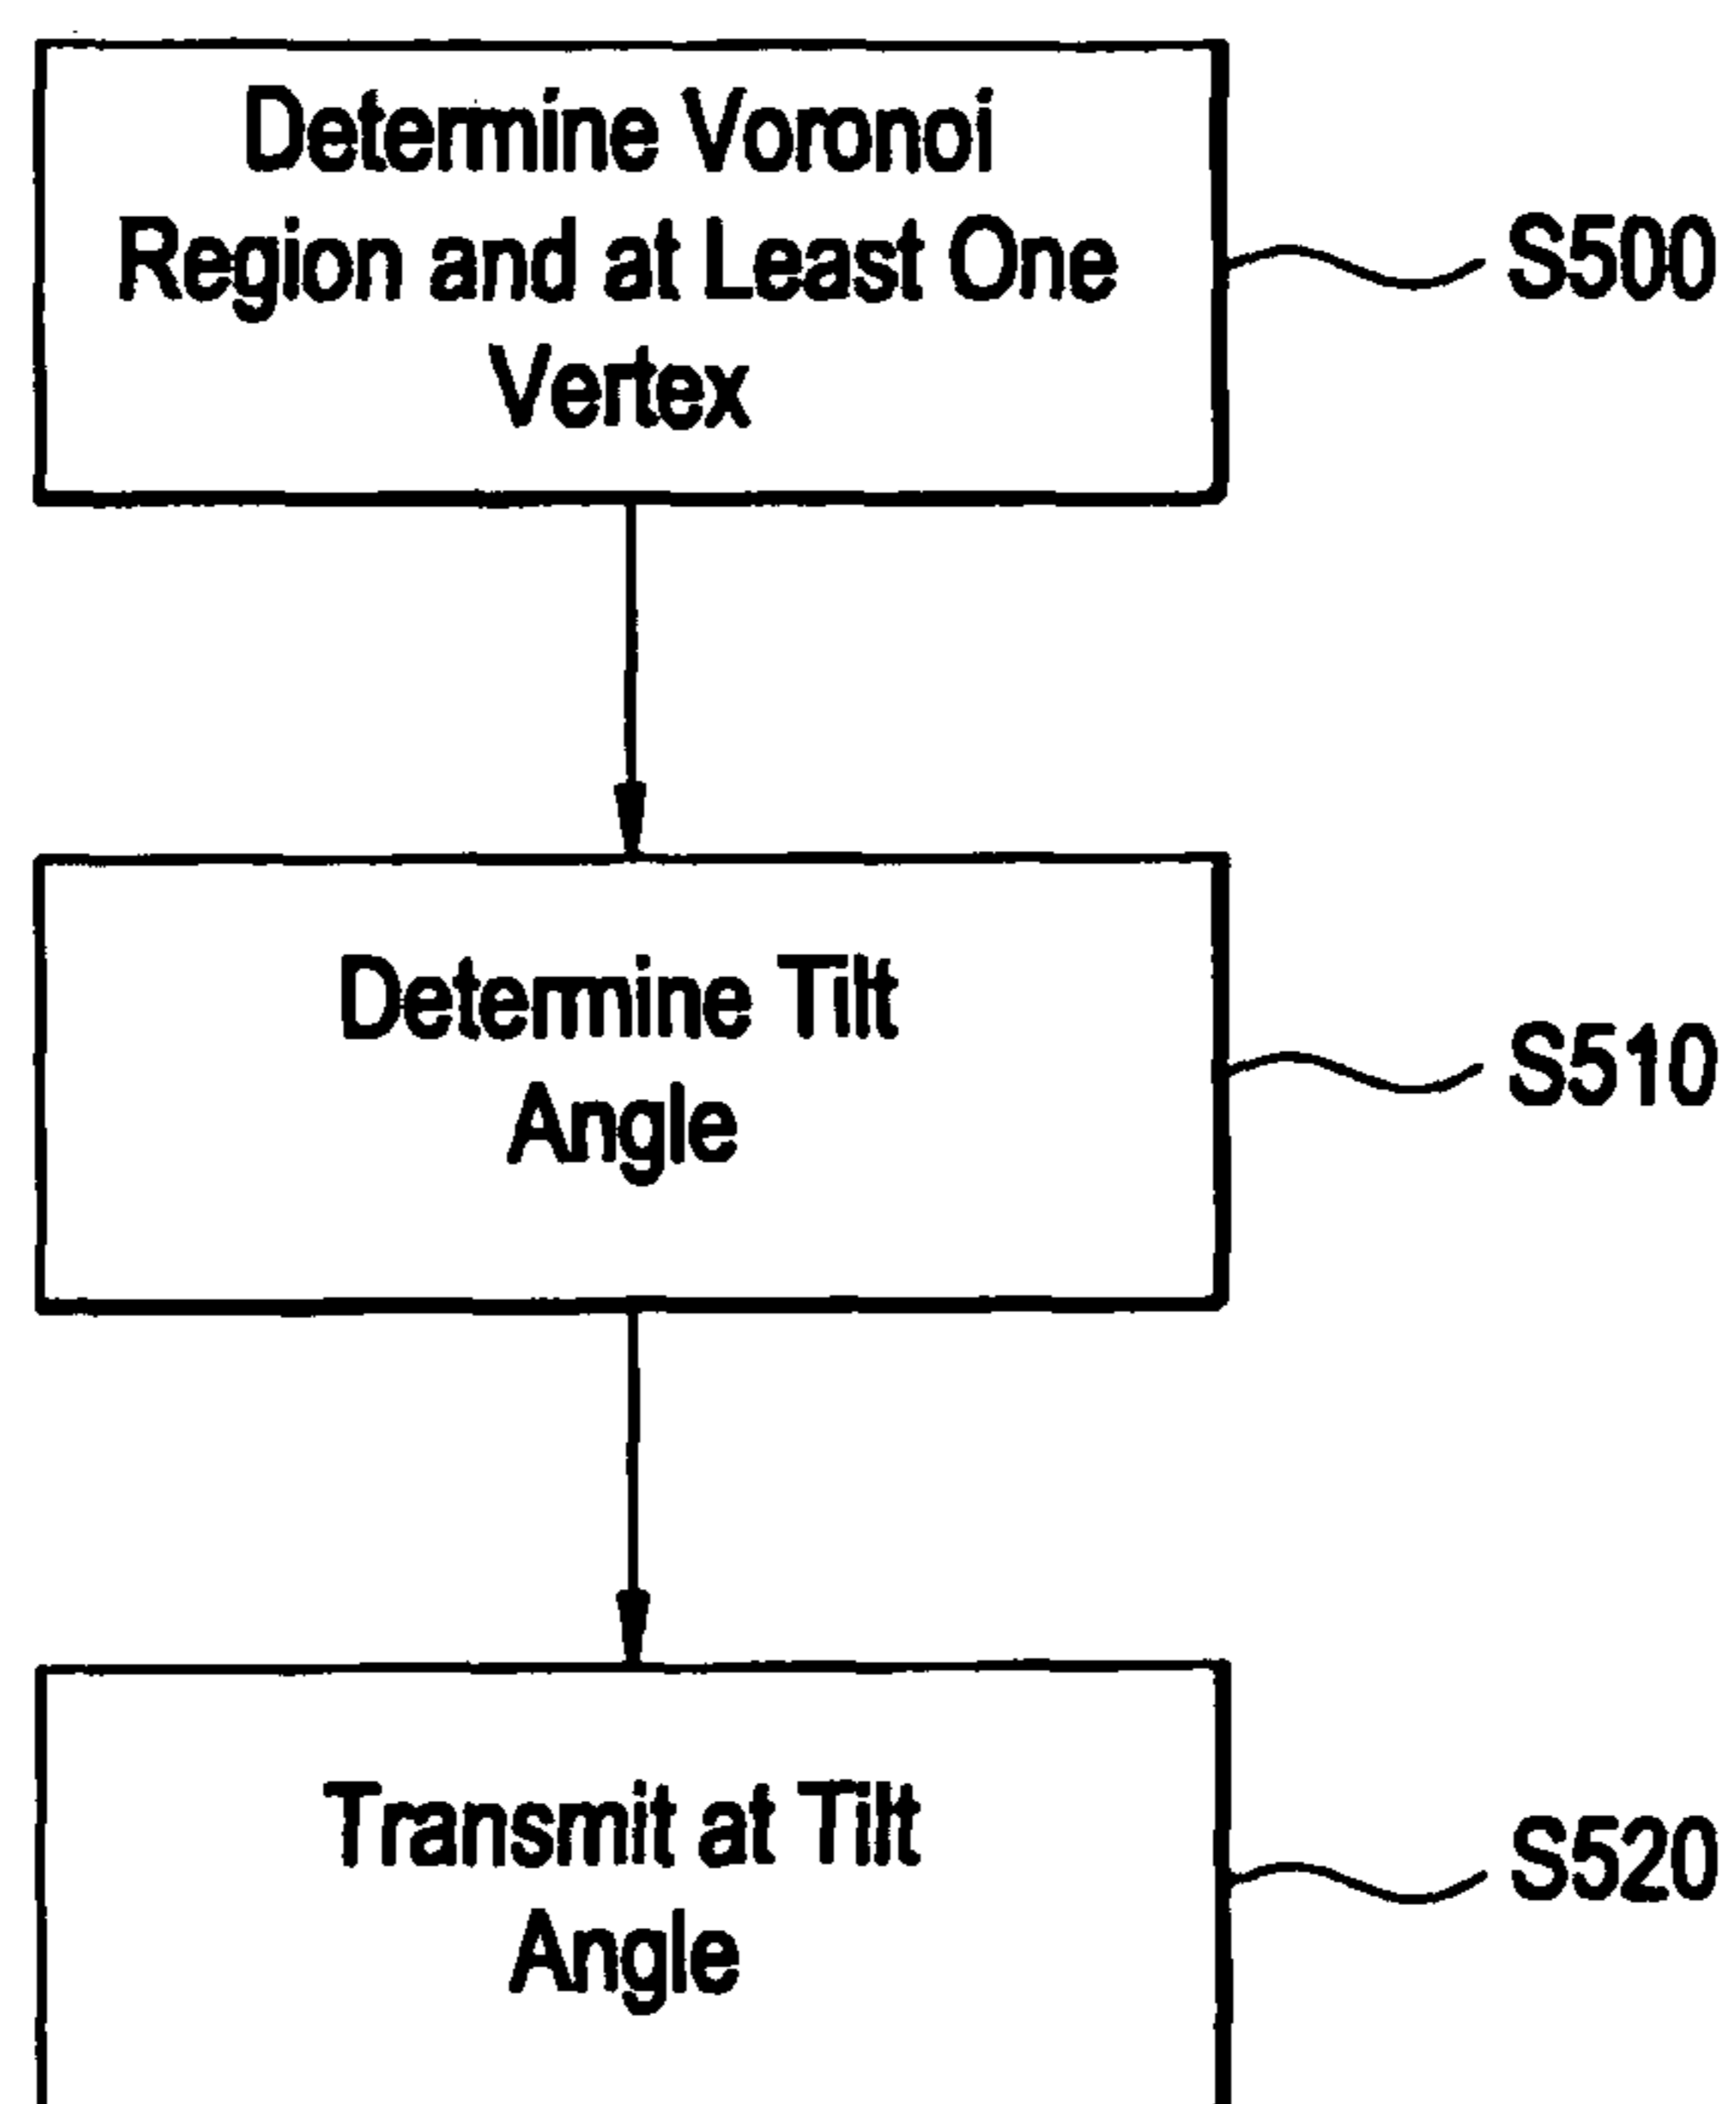 Determine Voronoi
Region and at Least One
Vertex
S500
Determine Tilt
Angle
S510
Transmit at Tilt
Angle
S520